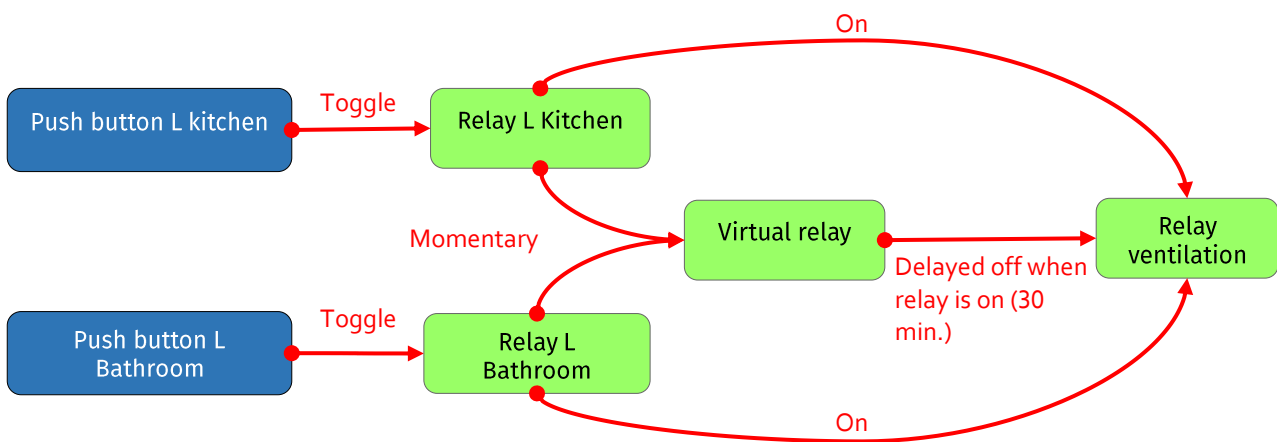 On
Push button L kitchen
Toggle
Relay L Kitchen
Momentary
Virtual relay
Relay
ventilation
Delayed off when
relay is on (30
min.)
Push button L
Bathroom
Toggle
Relay L
Bathroom
On